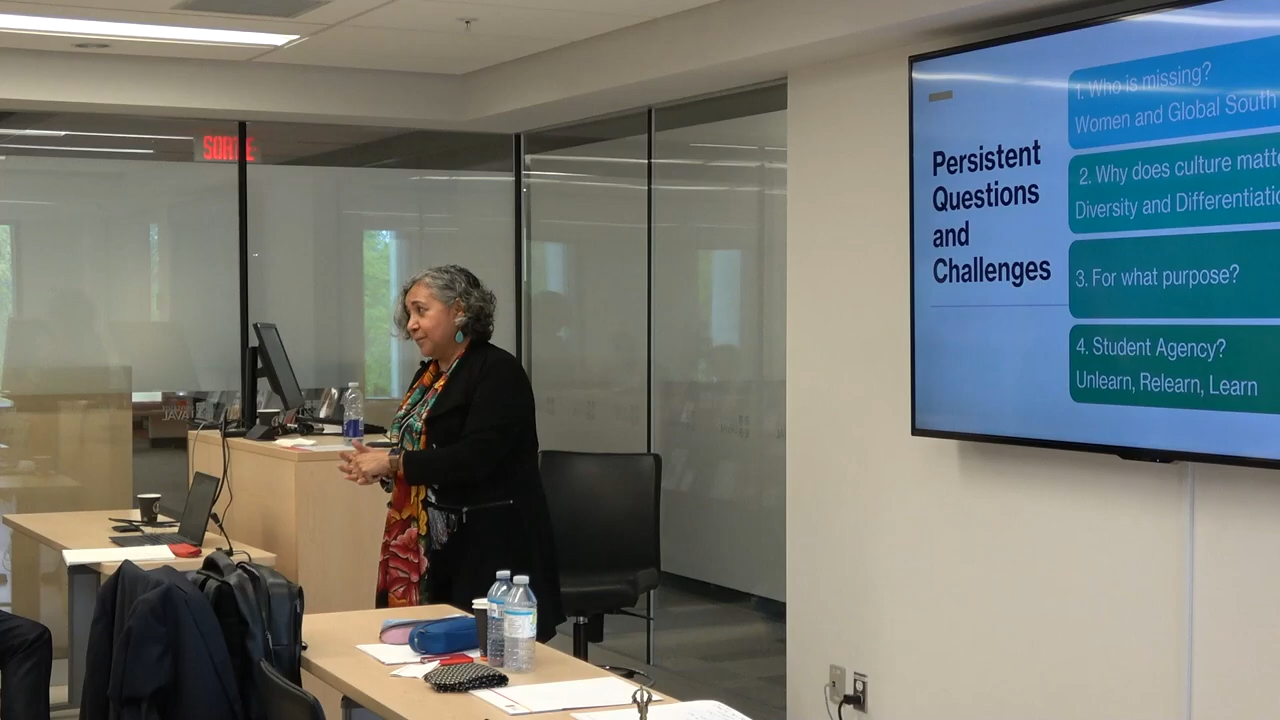 SORTIE
Persistent
Questions
and
Challenges
1. Who is missing?
Women and Global South
2. Why does culture matte
Diversity and Differentiatio
3. For what purpose?
4. Student Agency?
Unlearn, Relearn, Learn